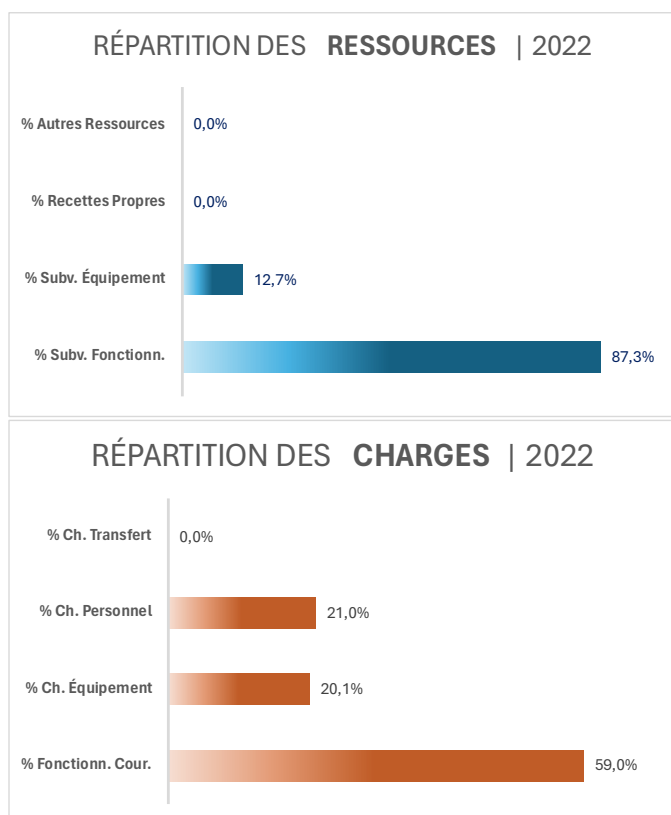 RÉPARTITION DES RESSOURCES | 2022
% Autres Ressources 0,0%
% Recettes Propres 0,0%
% Subv. Équipement 12,7%
% Subv. Fonctionn. 87,3%
RÉPARTITION DES CHARGES | 2022
% Ch. Transfert 0,0%
% Ch. Personnel 21,0%
% Ch. Équipement 20,1%
% Fonctionn. Cour. 59,0%